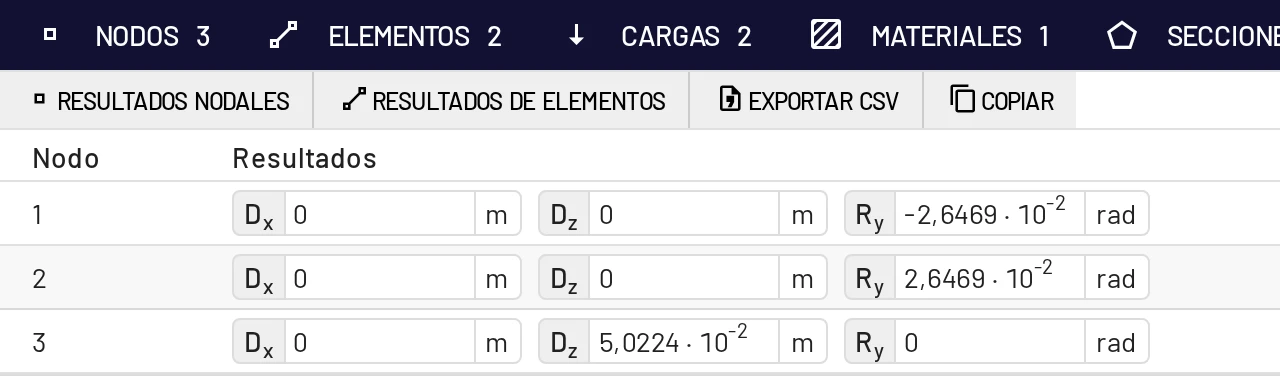 NODOS 3 ELEMENTOS 2 CARGAS 2 MATERIALES 1 SECCIONE
RESULTADOS NODALES RESULTADOS DE ELEMENTOS EXPORTAR CSV COPIAR
Nodo Resultados
1 Dx 0 m Dz 0 m Ry -2,6469 · 10^-2 rad
2 Dx 0 m Dz 0 m Ry 2,6469 · 10^-2 rad
3 Dx 0 m Dz 5,0224 · 10^-2 m Ry 0 rad